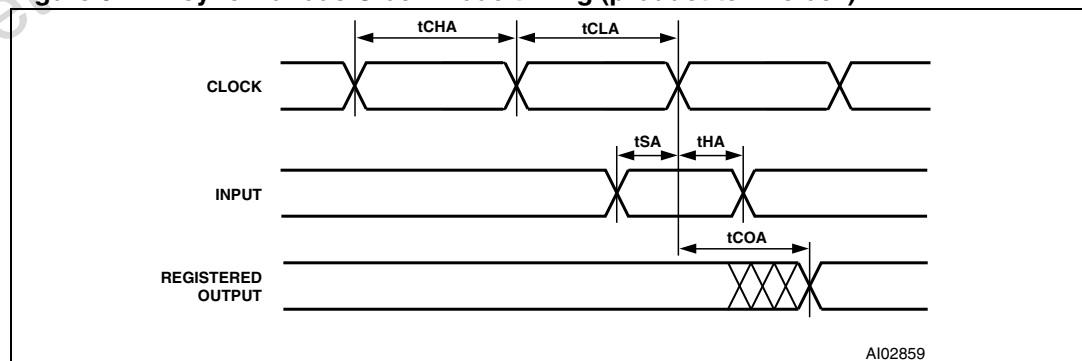 tCHA tCLA
CLOCK
tSA tHA
INPUT
tCOA
REGISTERED
OUTPUT
AI02859